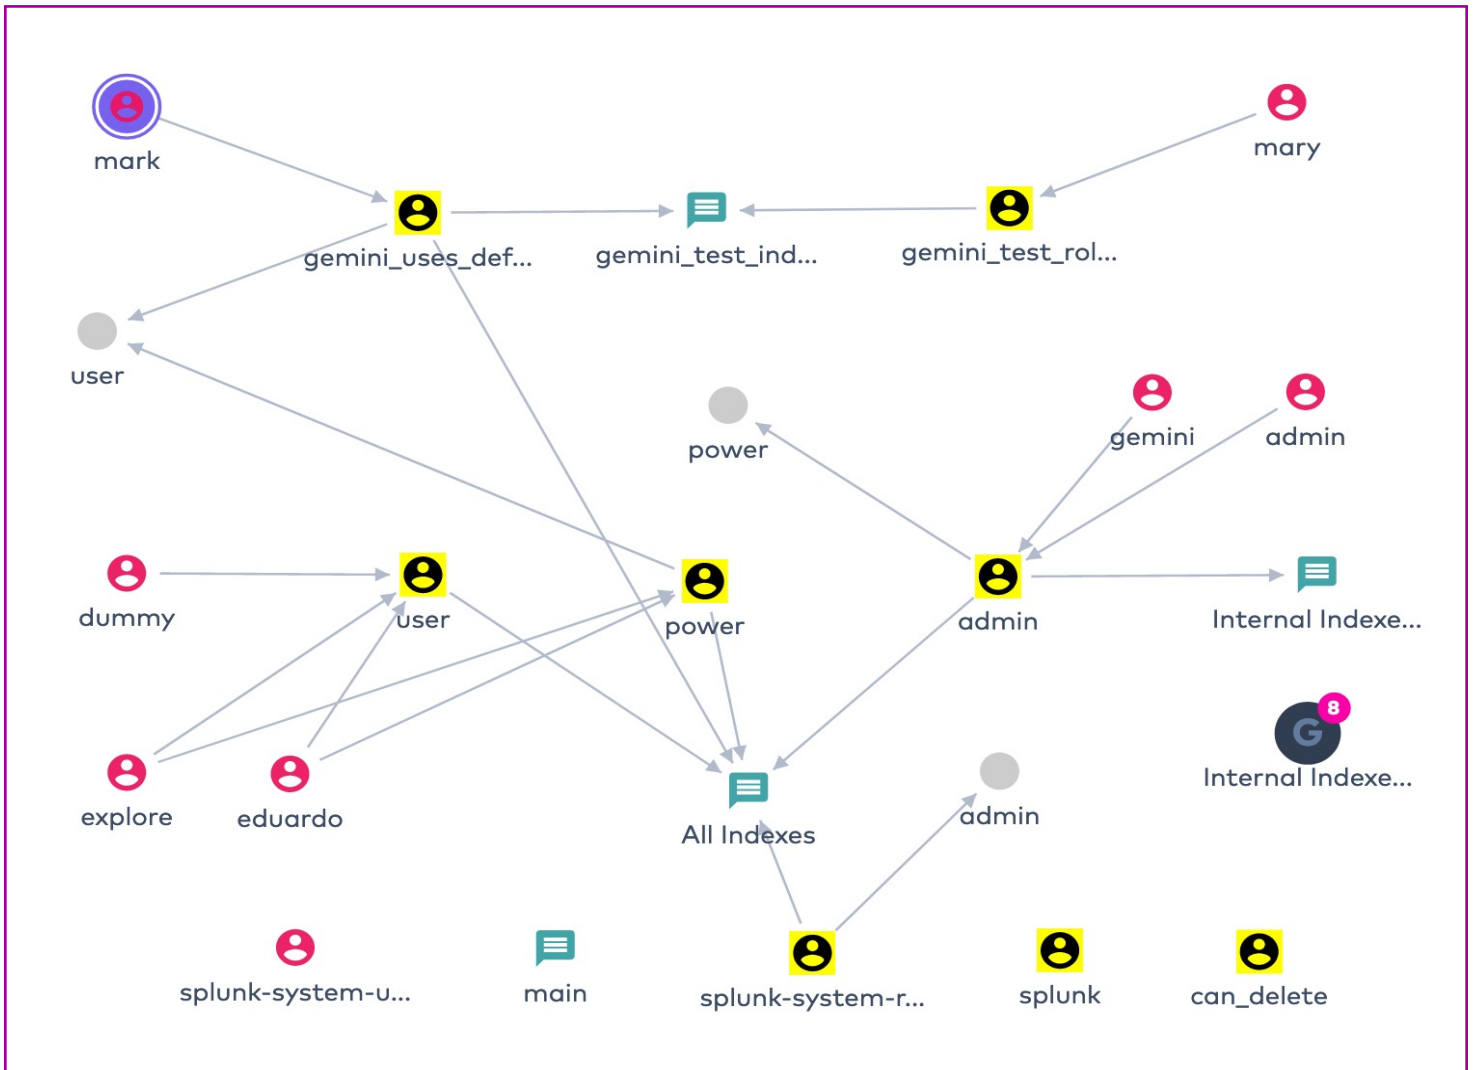 mark
mary
gemini_uses_def...
gemini_test_ind...
gemini_test_rol...
user
power
gemini
admin
dummy
user
power
admin
Internal Indexe...
8
G
Internal Indexe...
explore
eduardo
All Indexes
admin
splunk-system-u...
main
splunk-system-r...
splunk
can_delete